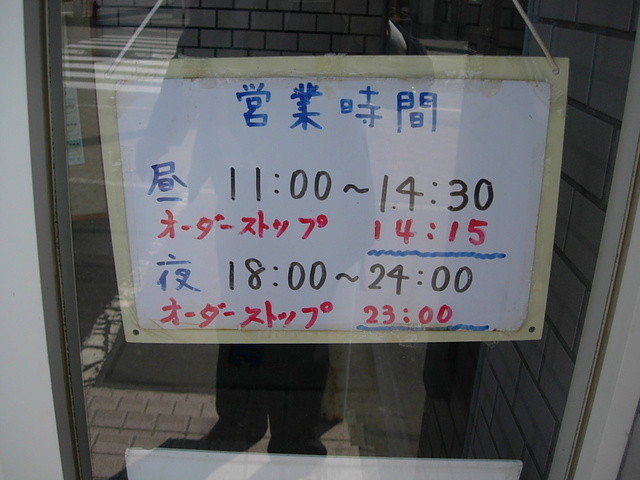 営業時間
昼 11:00～14:30
オーダーストップ 14:15
夜 18:00～24:00
オーダーストップ 23:00